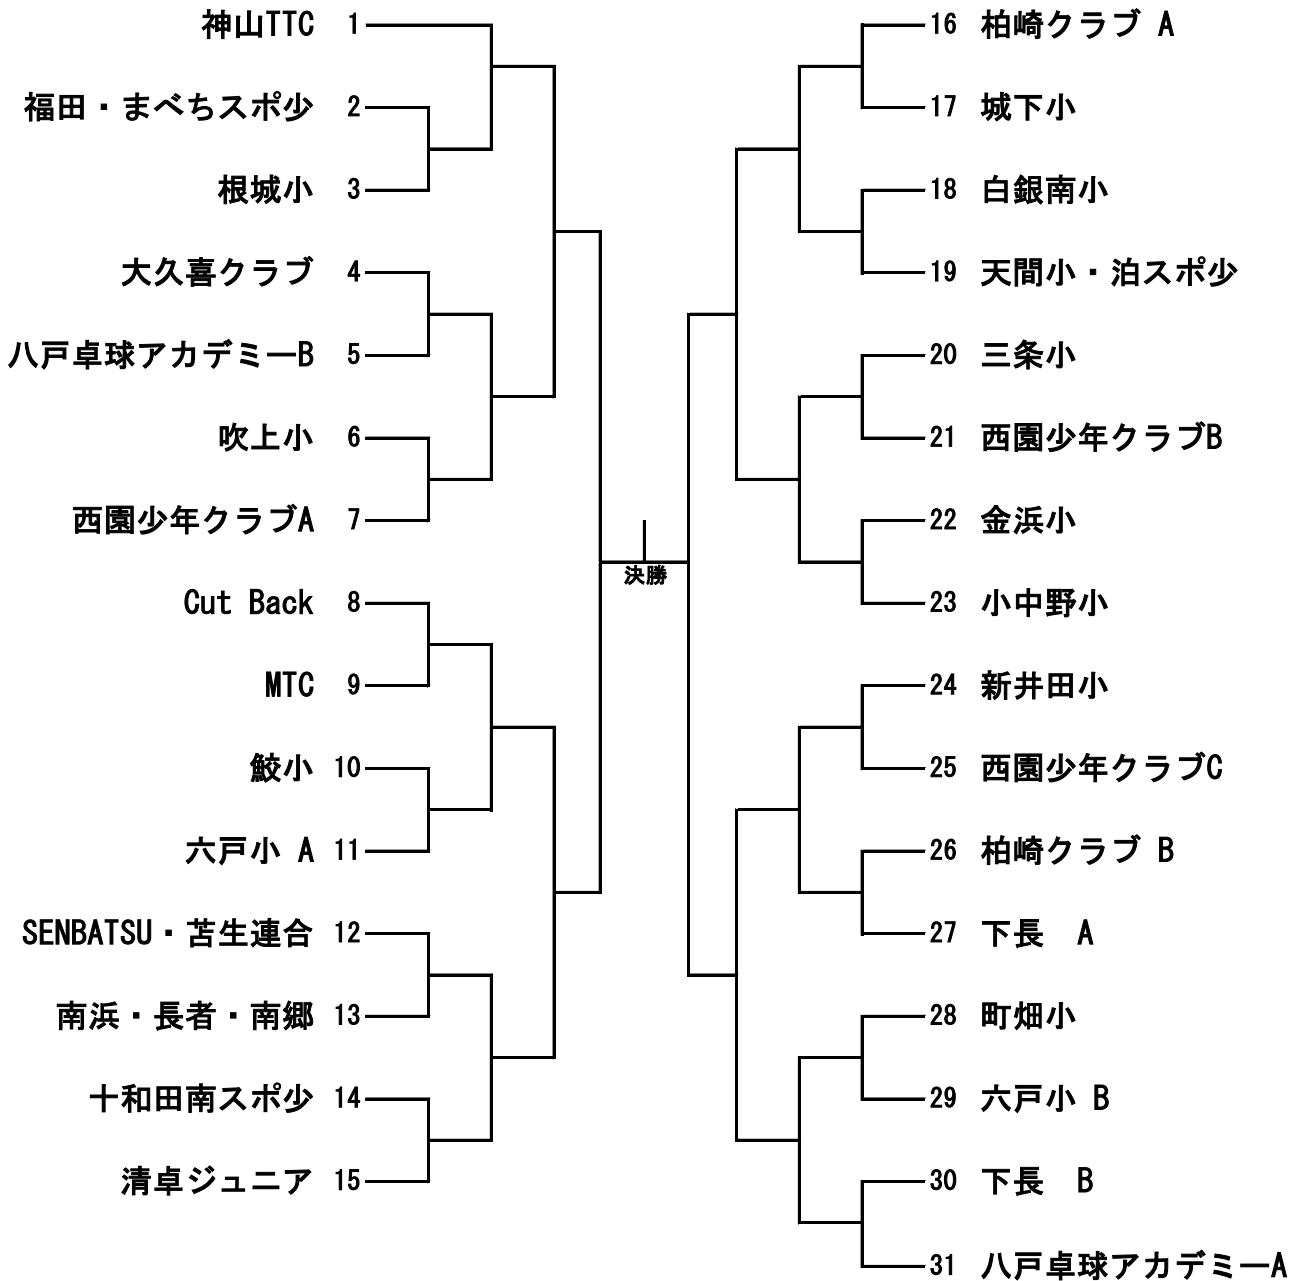 神山TTC 1
福田・まべちスポ少 2
根城小 3
大久喜クラブ 4
八戸卓球アカデミーB 5
吹上小 6
西園少年クラブA 7
Cut Back 8
MTC 9
鮫小 10
六戸小 A 11
SENBATSU・苫生連合 12
南浜・長者・南郷 13
十和田南スポ少 14
清卓ジュニア 15
決勝
16 柏崎クラブ A
17 城下小
18 白銀南小
19 天間小・泊スポ少
20 三条小
21 西園少年クラブB
22 金浜小
23 小中野小
24 新井田小
25 西園少年クラブC
26 柏崎クラブ B
27 下長　A
28 町畑小
29 六戸小 B
30 下長　B
31 八戸卓球アカデミーA